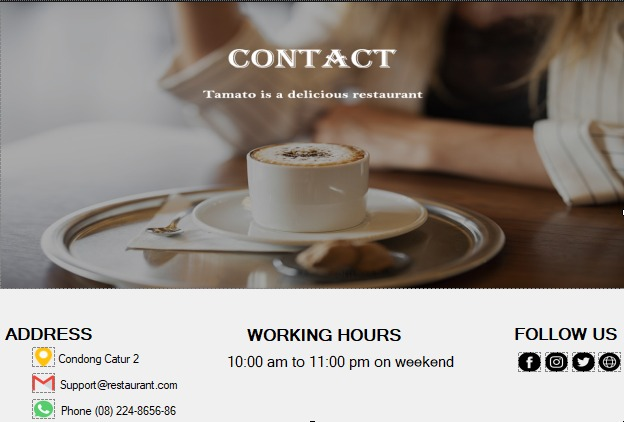 CONTACT
Tamato is a delicious restaurant
ADDRESS
Condong Catur 2
Support@restaurant.com
Phone (08) 224-8656-86
WORKING HOURS
10:00 am to 11:00 pm on weekend
FOLLOW US